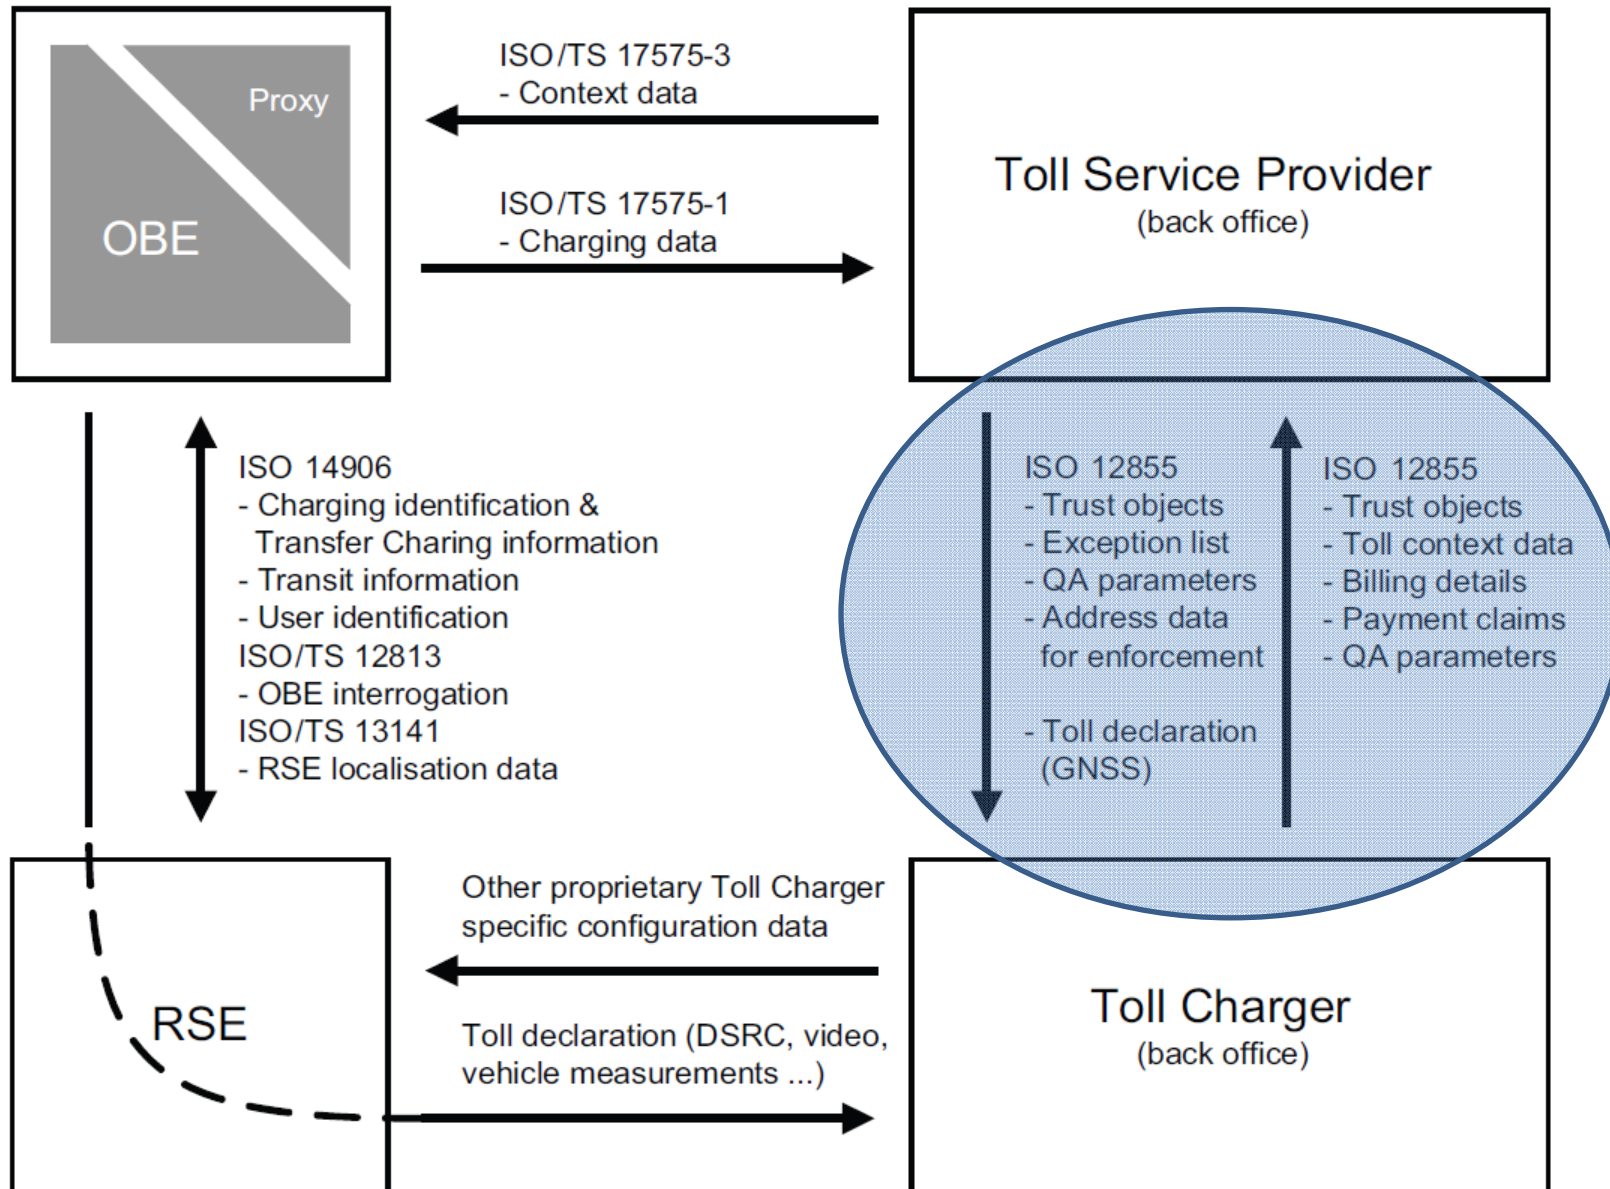 Proxy
OBE
ISO/TS 17575-3
- Context data
ISO/TS 17575-1
- Charging data
Toll Service Provider
(back office)
ISO 14906
- Charging identification &
Transfer Charing information
- Transit information
- User identification
ISO/TS 12813
- OBE interrogation
ISO/TS 13141
- RSE localisation data
ISO 12855
- Trust objects
- Exception list
- QA parameters
- Address data
for enforcement
- Toll declaration
(GNSS)
ISO 12855
- Trust objects
- Toll context data
- Billing details
- Payment claims
- QA parameters
RSE
Other proprietary Toll Charger
specific configuration data
Toll declaration (DSRC, video,
vehicle measurements ...)
Toll Charger
(back office)